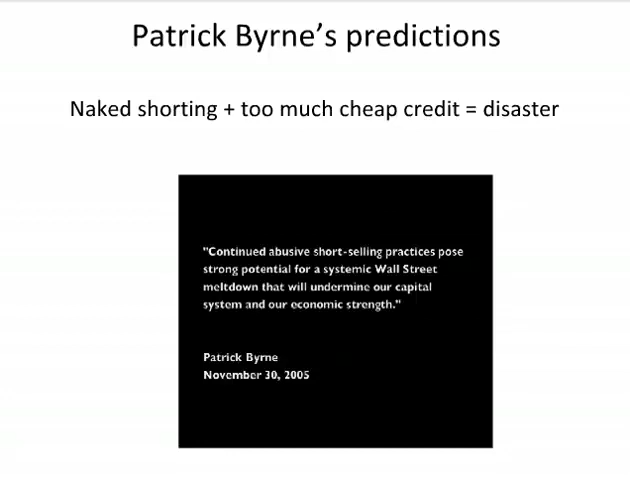 Patrick Byrne’s predictions
Naked shorting + too much cheap credit = disaster
"Continued abusive short-selling practices pose
strong potential for a systemic Wall Street
meltdown that will undermine our capital
system and our economic strength."
Patrick Byrne
November 30, 2005